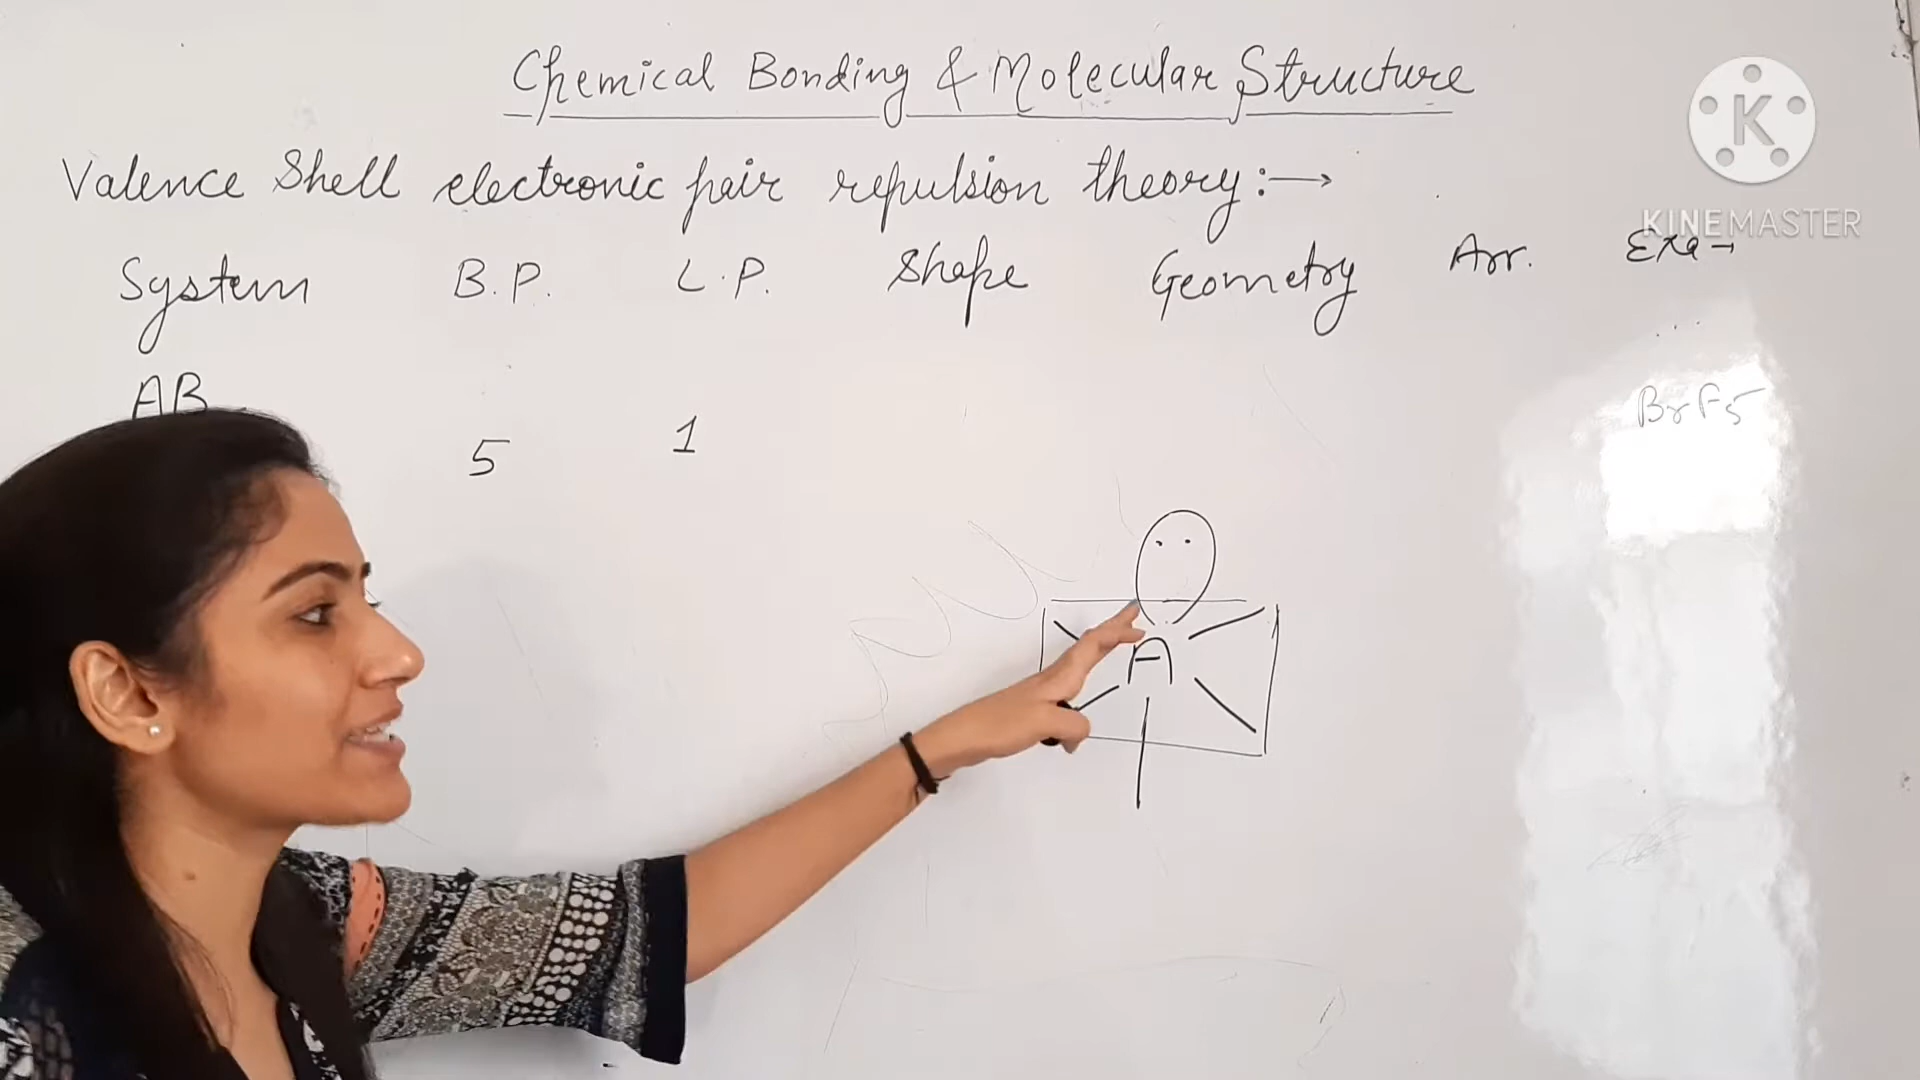 Chemical Bonding & Molecular Structure
K
KINEMASTER
Valence Shell electronic pair repulsion theory:→
System B.P. L.P. Shape Geometry Arr. Exa→
AB
5 1
BrF5
A